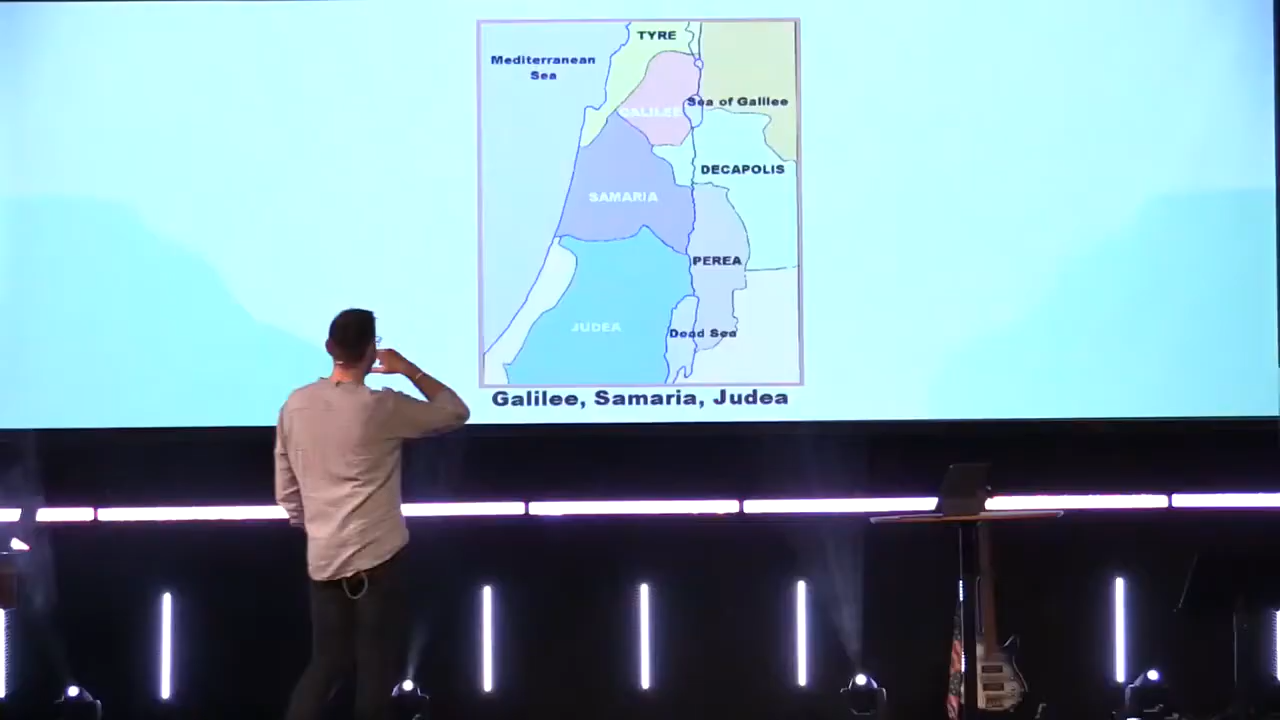 TYRE
Mediterranean
Sea
Sea of Galilee
GALILEE
DECAPOLIS
SAMARIA
PEREA
JUDEA
Dead Sea
Galilee, Samaria, Judea